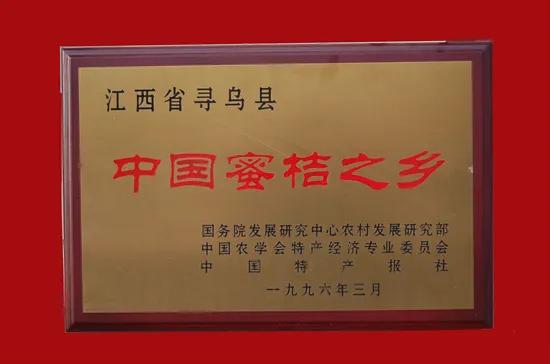 江西省寻乌县
中国蜜桔之乡
国务院发展研究中心农村发展研究部
中国农学会特产经济专业委员会
中国特产报社
一九九六年三月